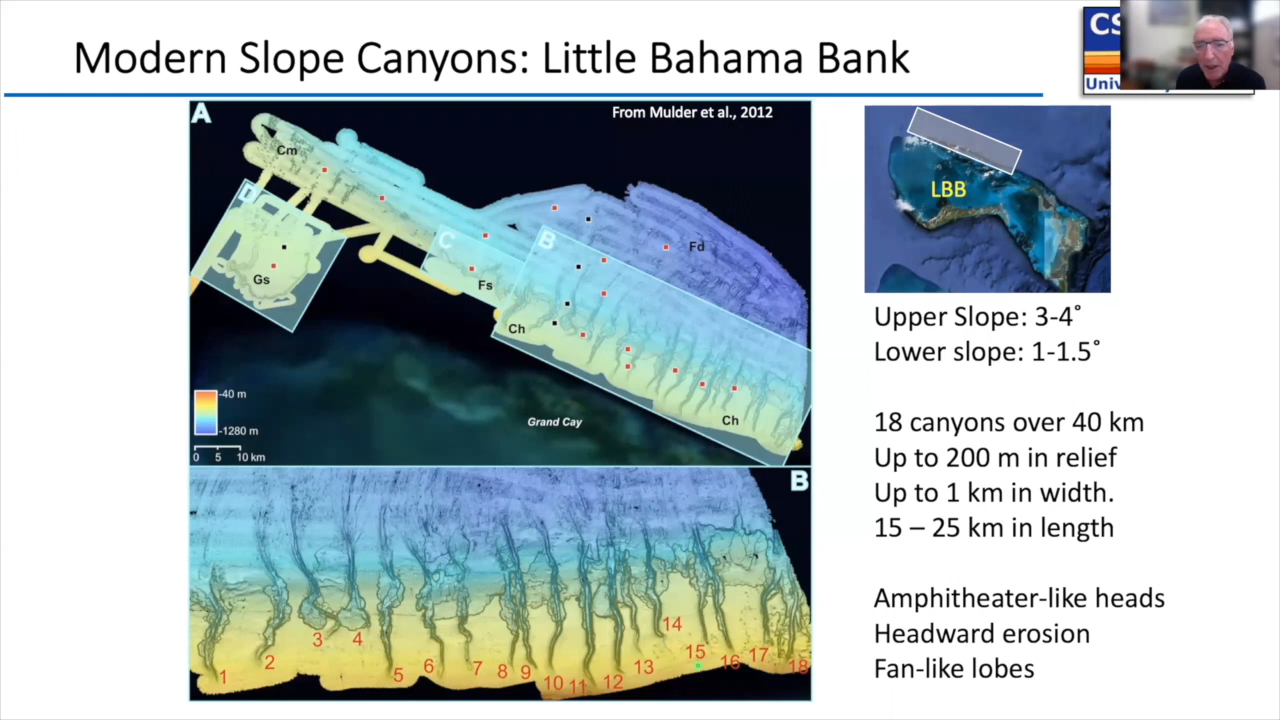 Modern Slope Canyons: Little Bahama Bank
CS
Univ
A
From Mulder et al., 2012
Cm
D
C
B
Fd
Gs
Fs
Ch
Ch
-40 m
-1280 m
0 5 10 km
Grand Cay
B
3 4 14
1 2 5 6 7 8 9 10 11 12 13 15 16 17 18
LBB
Upper Slope: 3-4˚
Lower slope: 1-1.5˚
18 canyons over 40 km
Up to 200 m in relief
Up to 1 km in width.
15 – 25 km in length
Amphitheater-like heads
Headward erosion
Fan-like lobes